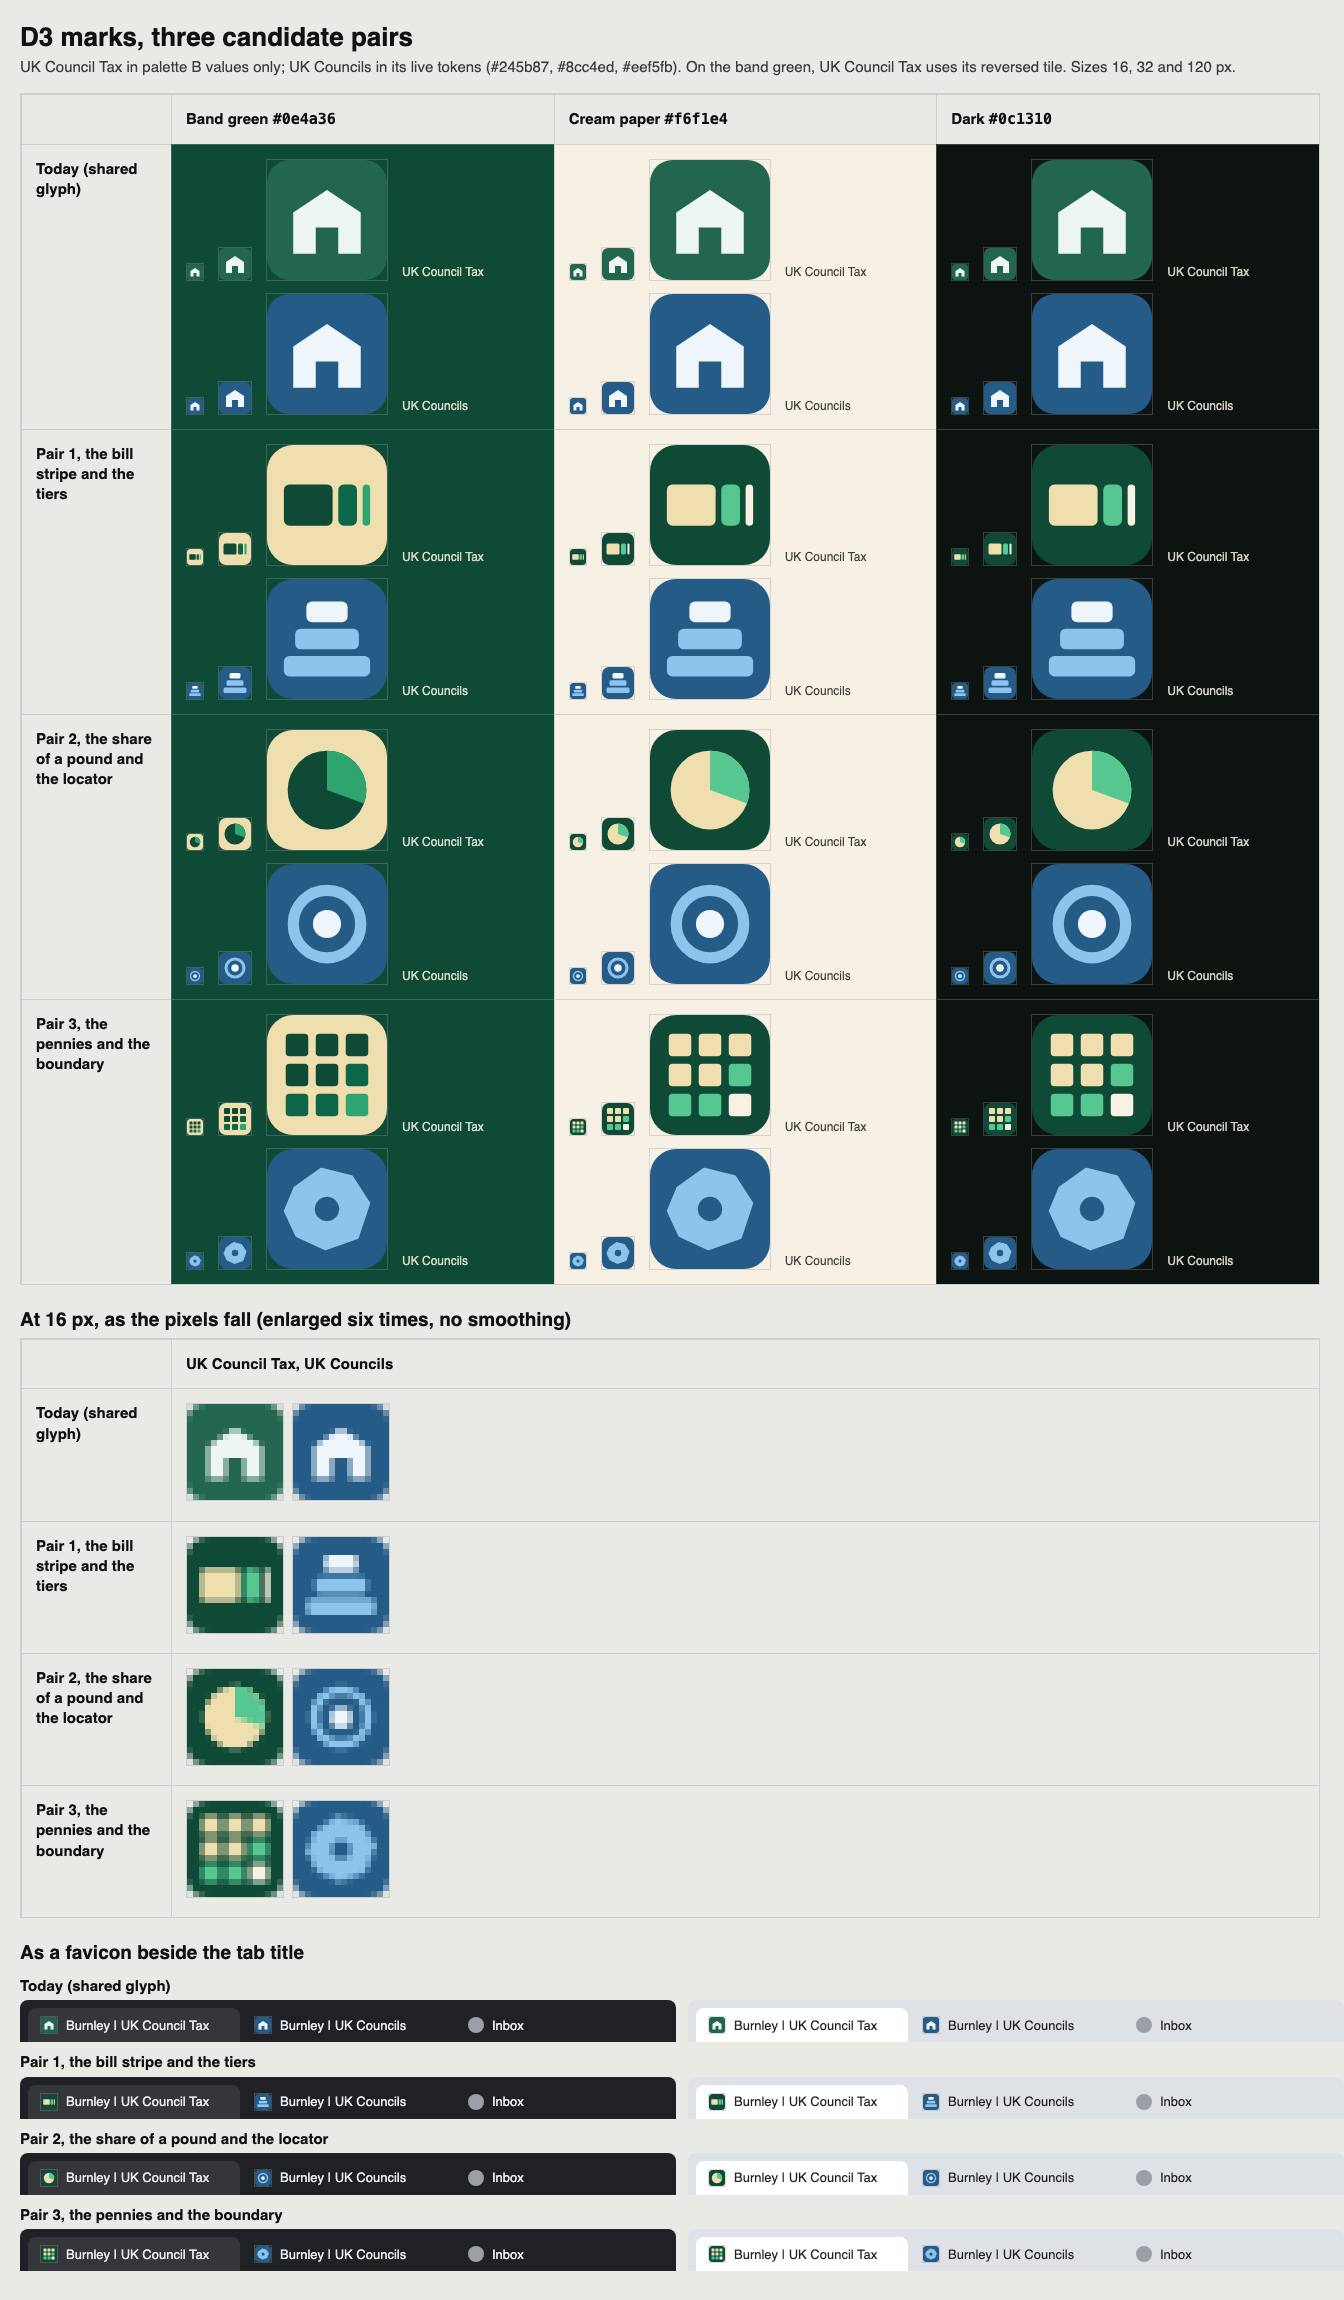 D3 marks, three candidate pairs
UK Council Tax in palette B values only; UK Councils in its live tokens (#245b87, #8cc4ed, #eef5fb). On the band green, UK Council Tax uses its reversed tile. Sizes 16, 32 and 120 px.
Band green #0e4a36
Cream paper #f6f1e4
Dark #0c1310
Today (shared
glyph)
UK Council Tax
UK Council Tax
UK Council Tax
UK Councils
UK Councils
UK Councils
Pair 1, the bill
stripe and the
tiers
UK Council Tax
UK Council Tax
UK Council Tax
UK Councils
UK Councils
UK Councils
Pair 2, the share
of a pound and
the locator
UK Council Tax
UK Council Tax
UK Council Tax
UK Councils
UK Councils
UK Councils
Pair 3, the
pennies and the
boundary
UK Council Tax
UK Council Tax
UK Council Tax
UK Councils
UK Councils
UK Councils
At 16 px, as the pixels fall (enlarged six times, no smoothing)
UK Council Tax, UK Councils
Today (shared
glyph)
Pair 1, the bill
stripe and the
tiers
Pair 2, the share
of a pound and
the locator
Pair 3, the
pennies and the
boundary
As a favicon beside the tab title
Today (shared glyph)
Burnley | UK Council Tax
Burnley | UK Councils
Inbox
Burnley | UK Council Tax
Burnley | UK Councils
Inbox
Pair 1, the bill stripe and the tiers
Burnley | UK Council Tax
Burnley | UK Councils
Inbox
Burnley | UK Council Tax
Burnley | UK Councils
Inbox
Pair 2, the share of a pound and the locator
Burnley | UK Council Tax
Burnley | UK Councils
Inbox
Burnley | UK Council Tax
Burnley | UK Councils
Inbox
Pair 3, the pennies and the boundary
Burnley | UK Council Tax
Burnley | UK Councils
Inbox
Burnley | UK Council Tax
Burnley | UK Councils
Inbox